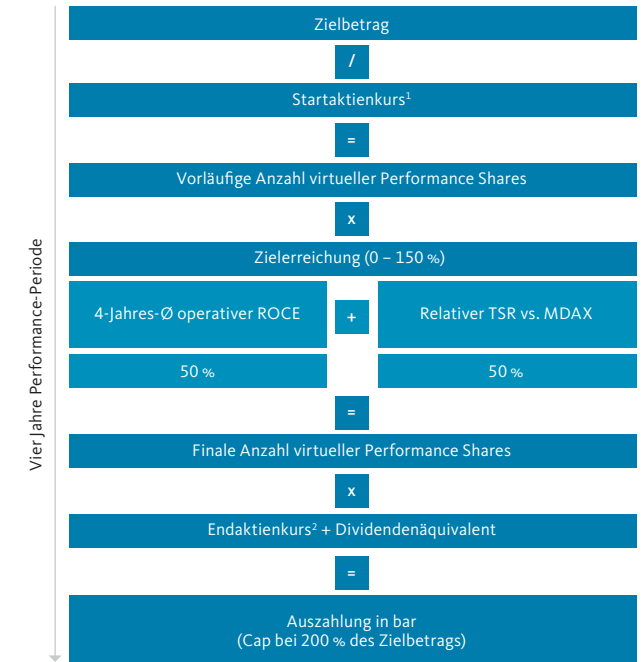 Zielbetrag
/
Startaktienkurs¹
=
Vorläufige Anzahl virtueller Performance Shares
x
Zielerreichung (0 – 150 %)
4-Jahres-Ø operativer ROCE
+
Relativer TSR vs. MDAX
50 %
50 %
=
Finale Anzahl virtueller Performance Shares
x
Endaktienkurs² + Dividendenäquivalent
=
Auszahlung in bar
(Cap bei 200 % des Zielbetrags)
Vier Jahre Performance-Periode